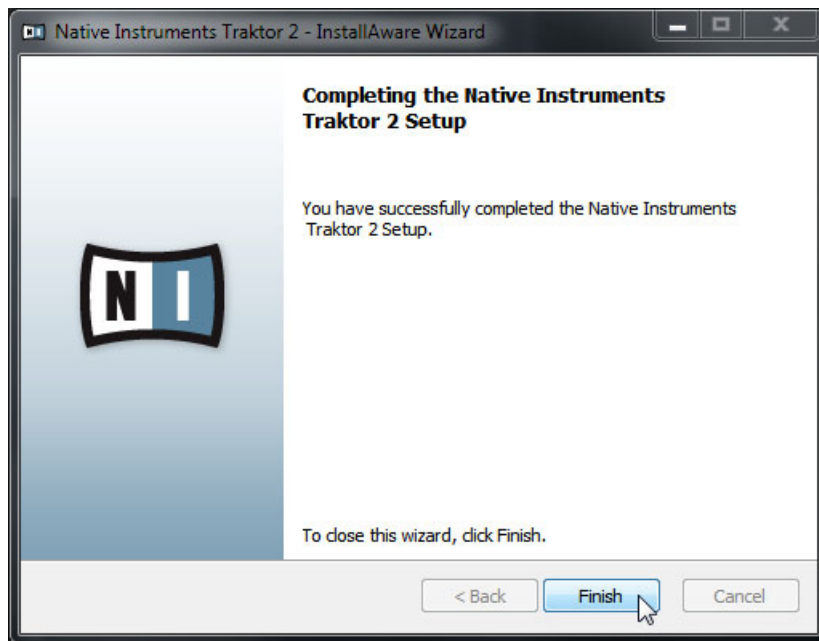 Native Instruments Traktor 2 - InstallAware Wizard
Completing the Native Instruments
Traktor 2 Setup
You have successfully completed the Native Instruments
Traktor 2 Setup.
NI
To close this wizard, click Finish.
< Back Finish Cancel